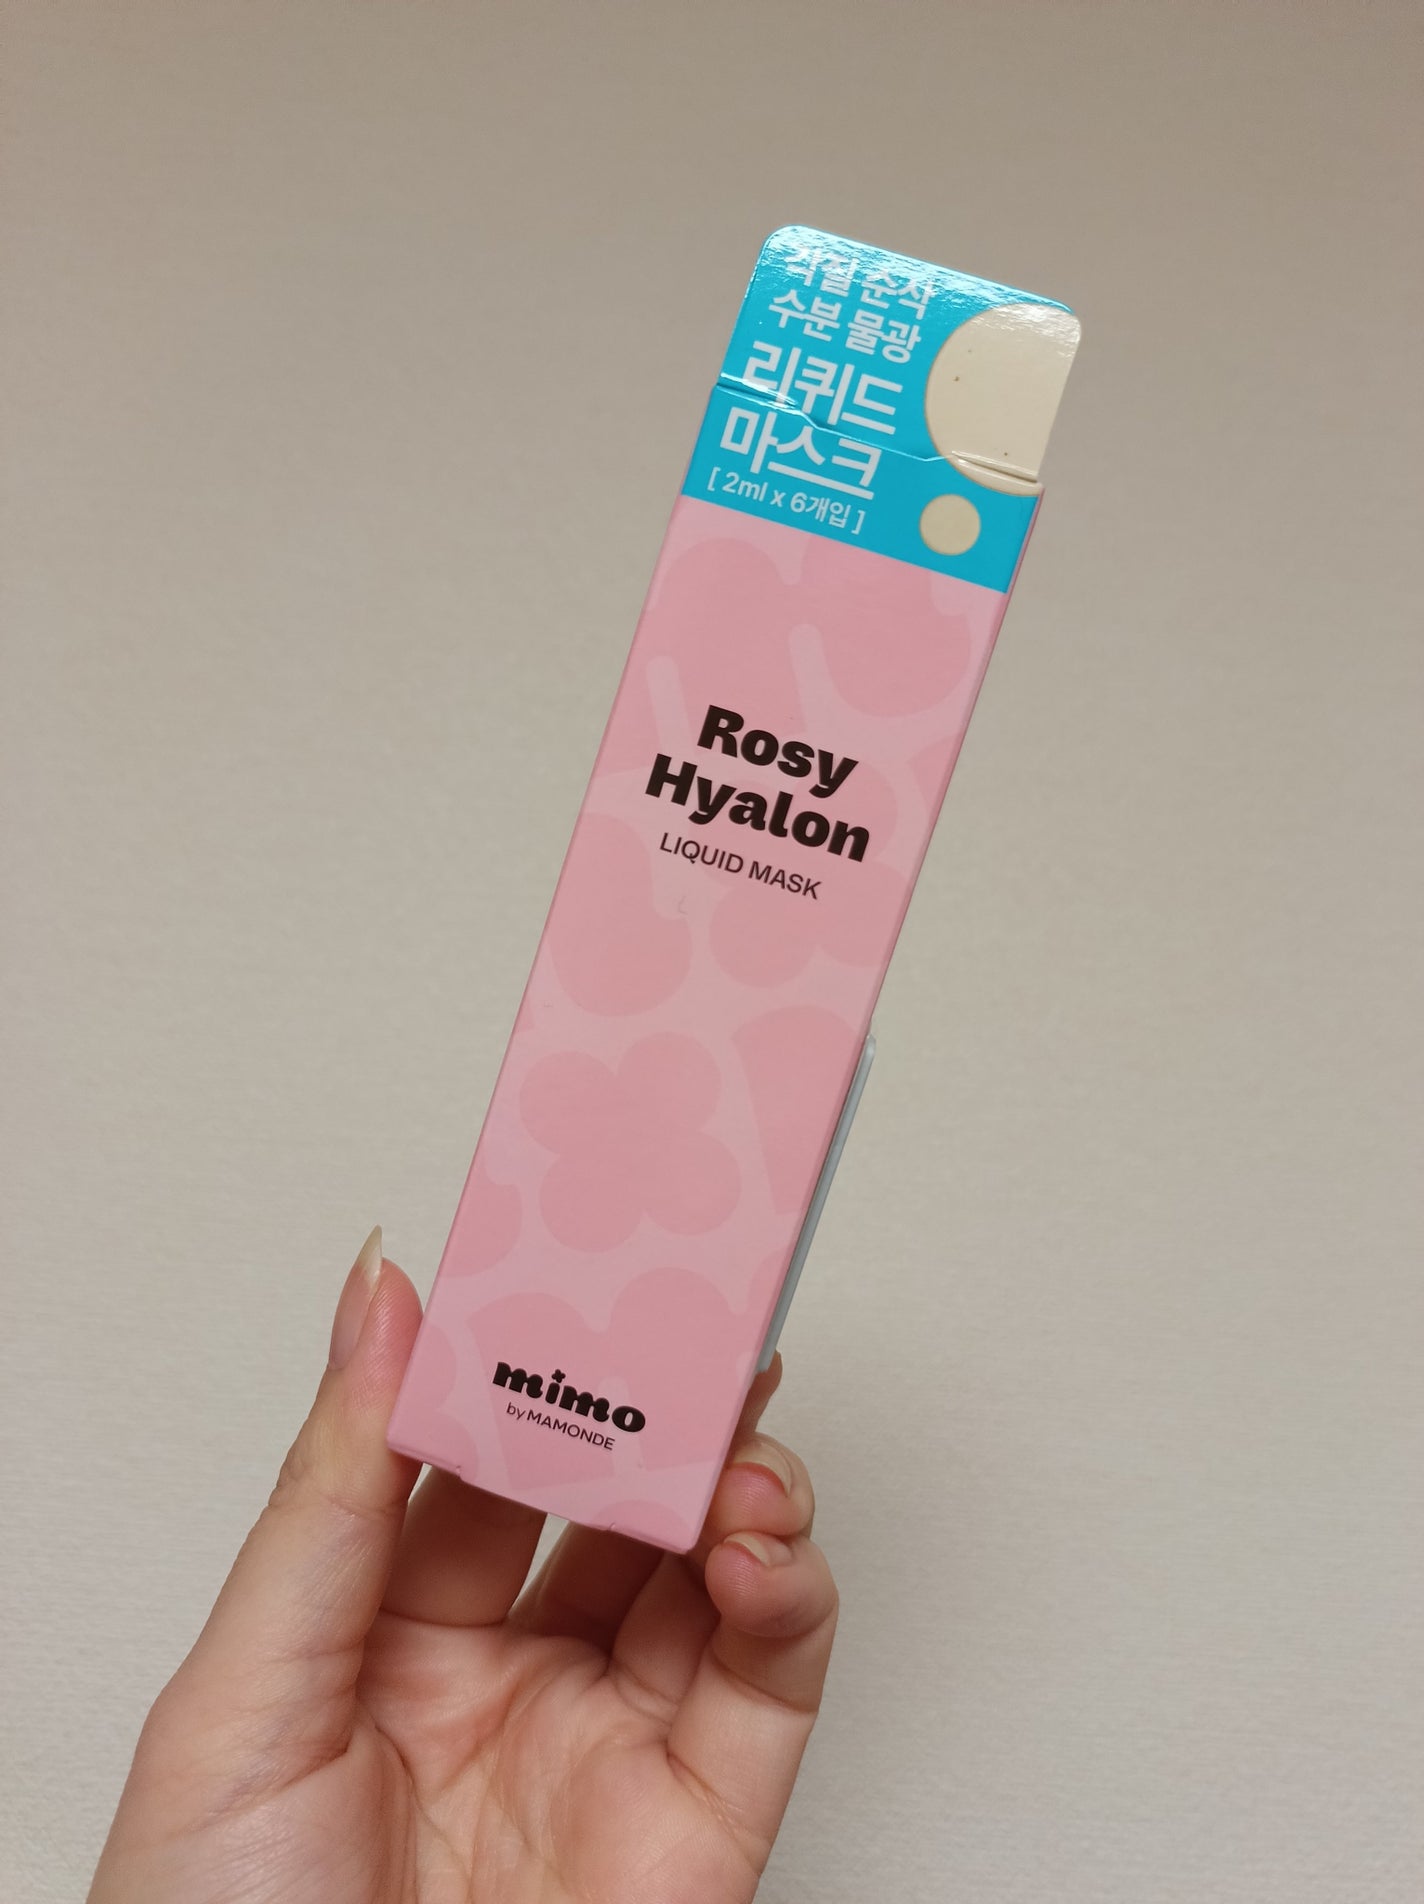 각질 순삭
수분 물광
리퀴드
마스크
[ 2ml x 6개입 ]
Rosy
Hyalon
LIQUID MASK
mimo
by MAMONDE